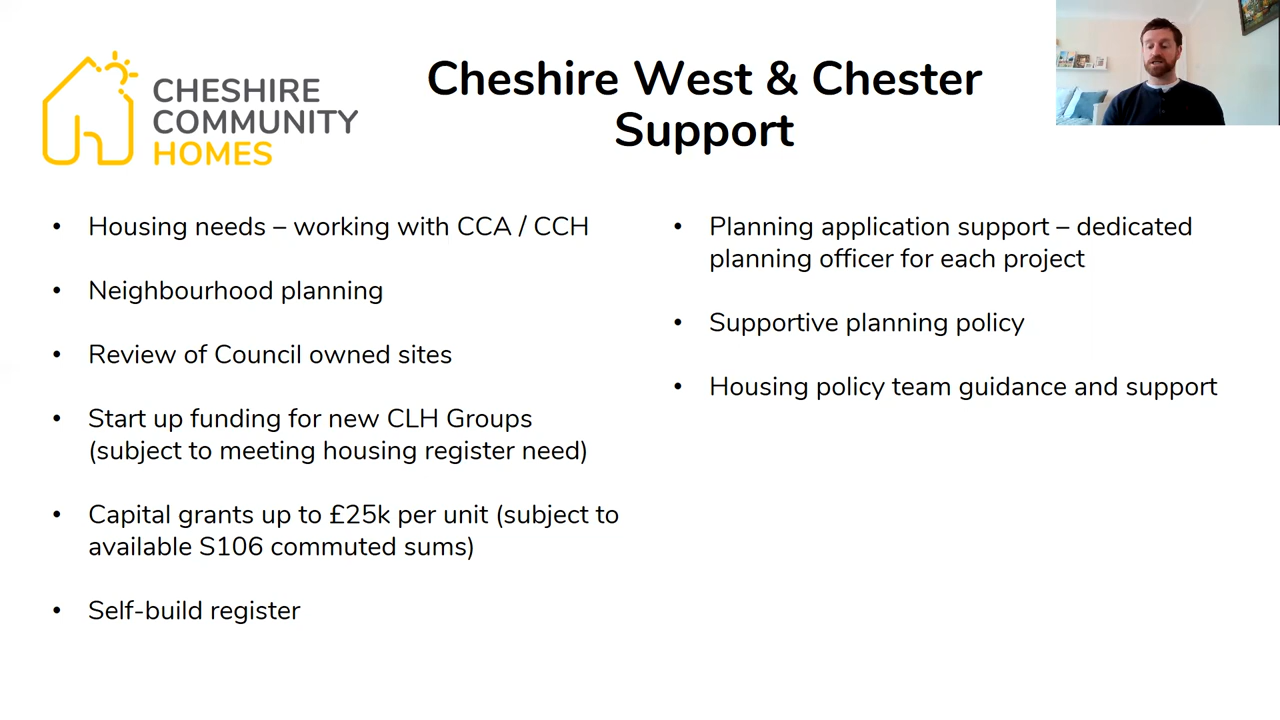 CHESHIRE
COMMUNITY
HOMES
Cheshire West & Chester
Support
• Housing needs – working with CCA / CCH
• Neighbourhood planning
• Review of Council owned sites
• Start up funding for new CLH Groups
(subject to meeting housing register need)
• Capital grants up to £25k per unit (subject to
available S106 commuted sums)
• Self-build register
• Planning application support – dedicated
planning officer for each project
• Supportive planning policy
• Housing policy team guidance and support